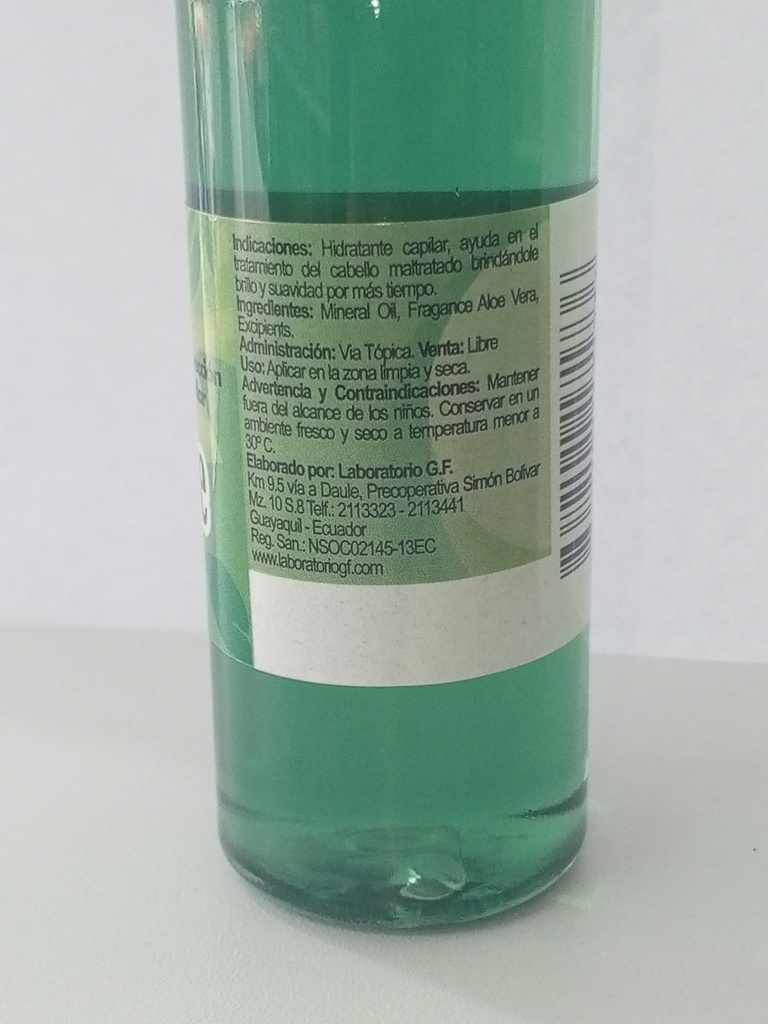 Indicaciones: Hidratante capilar, ayuda en el
tratamiento del cabello maltratado brindándole
brillo y suavidad por más tiempo.
Ingredientes: Mineral Oil, Fragance Aloe Vera,
Excipients.
Administración: Via Tópica. Venta: Libre
Uso: Aplicar en la zona limpia y seca.
Advertencia y Contraindicaciones: Mantener
fuera del alcance de los niños. Conservar en un
ambiente fresco y seco a temperatura menor a
30º C.
Elaborado por: Laboratorio G.F.
Km 9.5 vía a Daule, Precoperativa Simón Bolívar
Mz. 10 S.8 Telf.: 2113323 - 2113441
Guayaquil - Ecuador
Reg. San.: NSOC02145-13EC
www.laboratoriogf.com